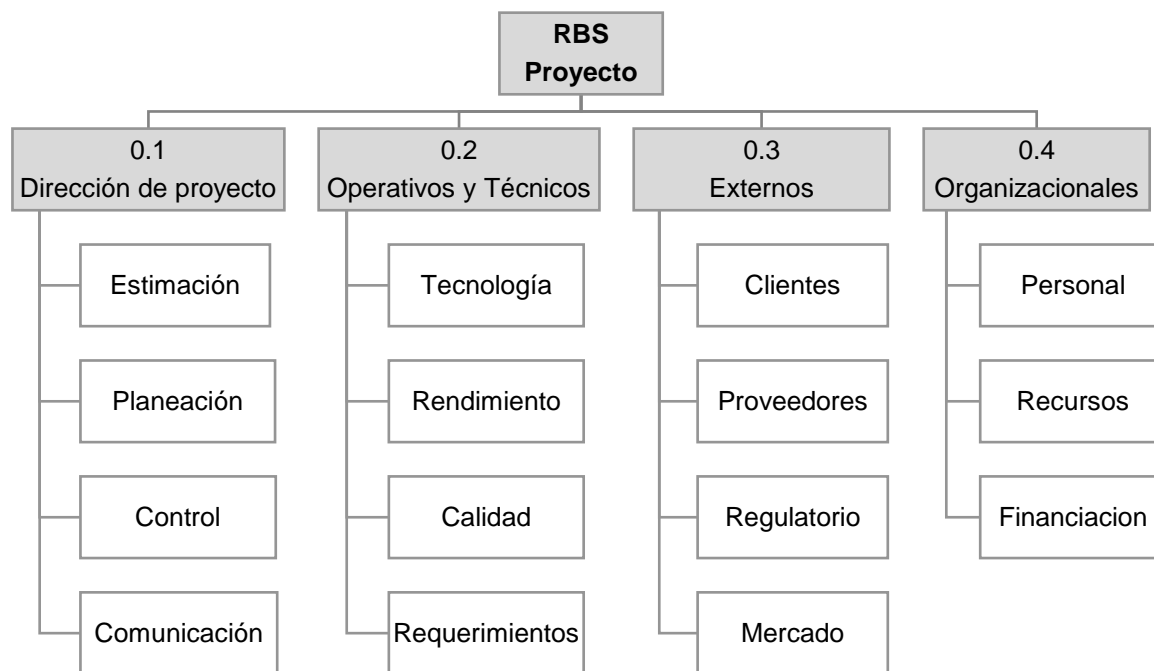 RBS
Proyecto
0.1
Dirección de proyecto
Estimación
Planeación
Control
Comunicación
0.2
Operativos y Técnicos
Tecnología
Rendimiento
Calidad
Requerimientos
0.3
Externos
Clientes
Proveedores
Regulatorio
Mercado
0.4
Organizacionales
Personal
Recursos
Financiacion